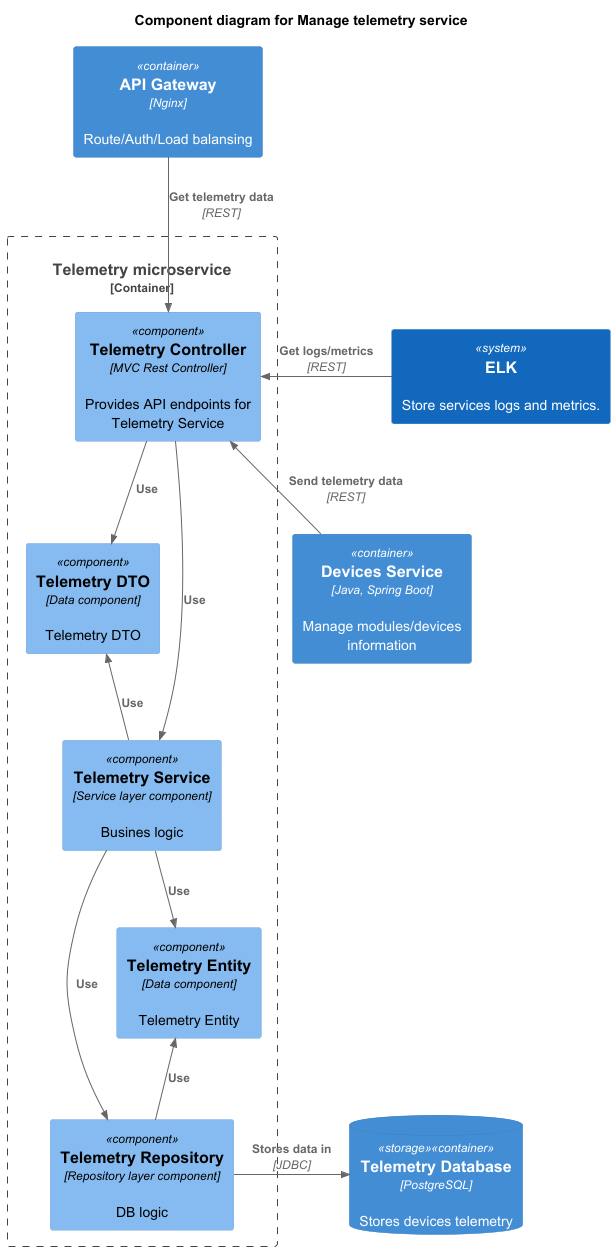 Component diagram for Manage telemetry service
«container»
API Gateway
[Nginx]
Route/Auth/Load balansing
Get telemetry data
[REST]
Telemetry microservice
[Container]
«component»
Telemetry Controller
[MVC Rest Controller]
Provides API endpoints for
Telemetry Service
Get logs/metrics
[REST]
«system»
ELK
Store services logs and metrics.
Send telemetry data
[REST]
Use
«container»
Devices Service
[Java, Spring Boot]
Manage modules/devices
information
«component»
Telemetry DTO
[Data component]
Telemetry DTO
Use
Use
«component»
Telemetry Service
[Service layer component]
Busines logic
Use
«component»
Telemetry Entity
[Data component]
Telemetry Entity
Use
Use
«component»
Telemetry Repository
[Repository layer component]
DB logic
Stores data in
[JDBC]
«storage»«container»
Telemetry Database
[PostgreSQL]
Stores devices telemetry